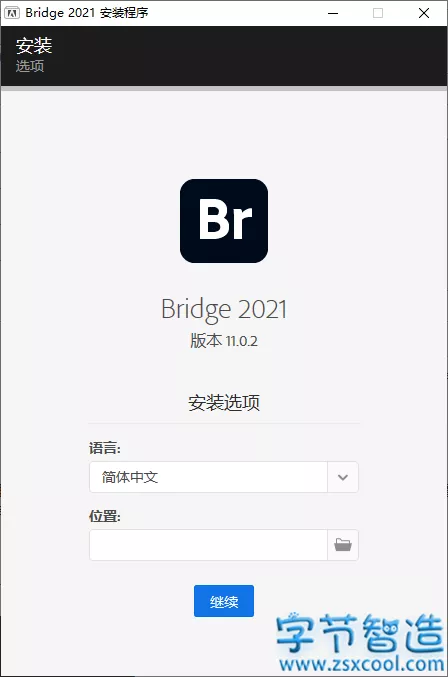 Bridge 2021 安装程序
安装
选项
Br
Bridge 2021
版本 11.0.2
安装选项
语言:
简体中文
位置:
继续
字节智造
www.zsxcool.com